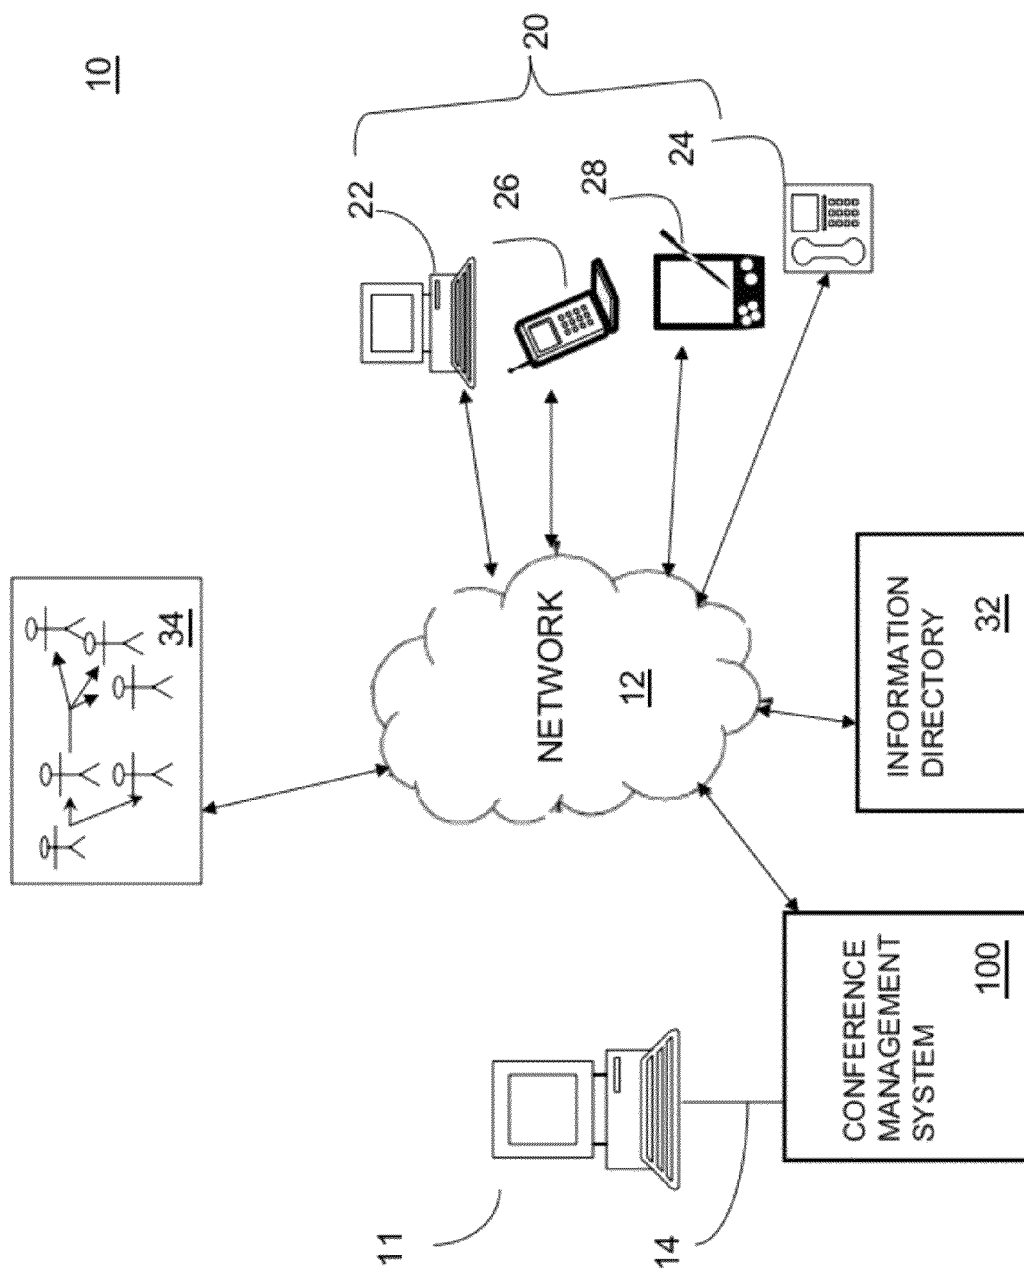 10
34
22
11
26
20
NETWORK
28
12
14
24
CONFERENCE
MANAGEMENT
SYSTEM
100
INFORMATION
DIRECTORY
32